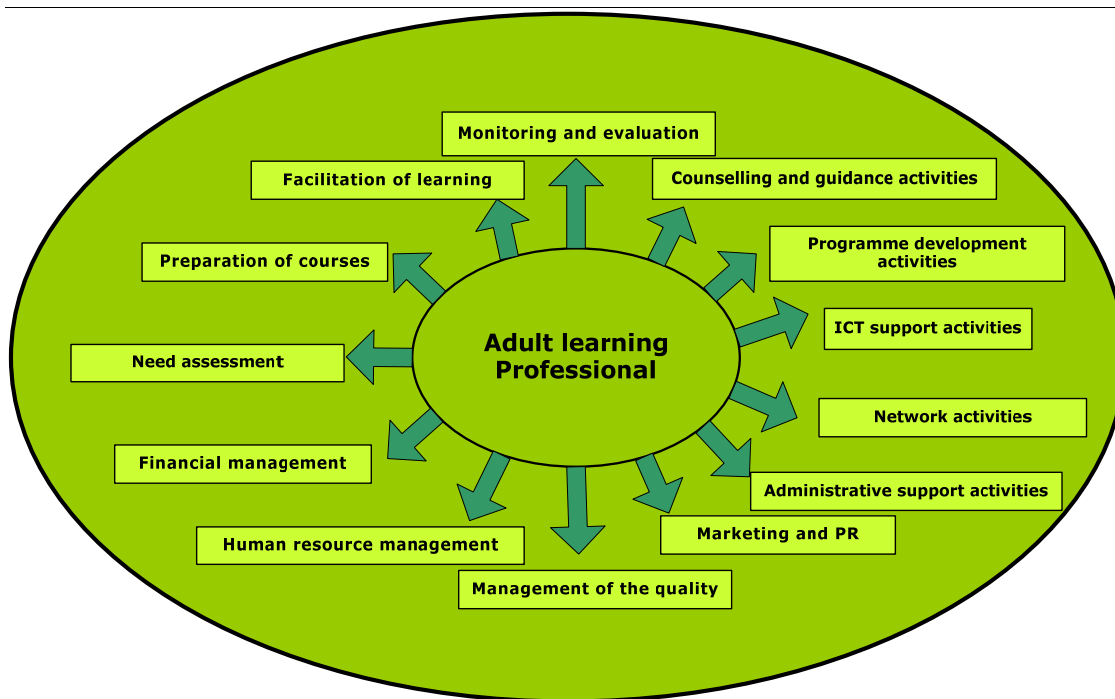 Monitoring and evaluation
Facilitation of learning
Counselling and guidance activities
Preparation of courses
Programme development
activities
ICT support activities
Adult learning
Professional
Need assessment
Network activities
Financial management
Administrative support activities
Human resource management
Marketing and PR
Management of the quality